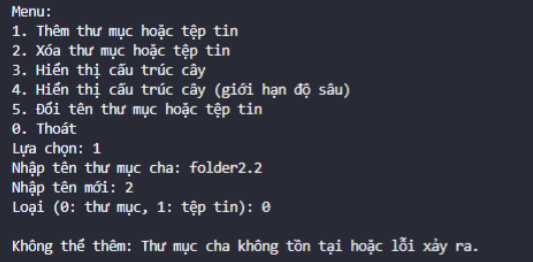 Menu:
1. Thêm thư mục hoặc tệp tin
2. Xóa thư mục hoặc tệp tin
3. Hiển thị cấu trúc cây
4. Hiển thị cấu trúc cây (giới hạn độ sâu)
5. Đổi tên thư mục hoặc tệp tin
0. Thoát
Lựa chọn: 1
Nhập tên thư mục cha: folder2.2
Nhập tên mới: 2
Loại (0: thư mục, 1: tệp tin): 0
Không thể thêm: Thư mục cha không tồn tại hoặc lỗi xảy ra.